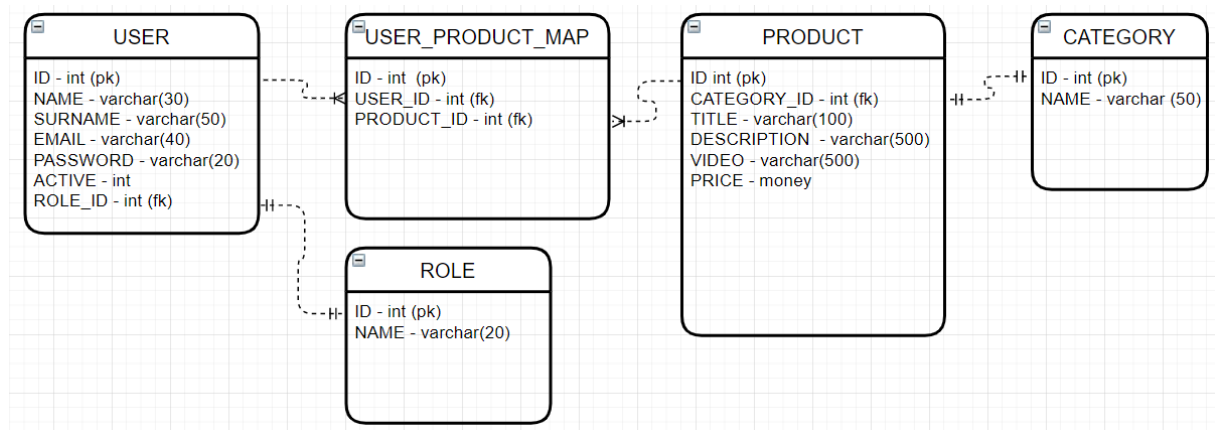 USER
ID - int (pk)
NAME - varchar(30)
SURNAME - varchar(50)
EMAIL - varchar(40)
PASSWORD - varchar(20)
ACTIVE - int
ROLE_ID - int (fk)
USER_PRODUCT_MAP
ID - int (pk)
USER_ID - int (fk)
PRODUCT_ID - int (fk)
PRODUCT
ID int (pk)
CATEGORY_ID - int (fk)
TITLE - varchar(100)
DESCRIPTION - varchar(500)
VIDEO - varchar(500)
PRICE - money
CATEGORY
ID - int (pk)
NAME - varchar (50)
ROLE
ID - int (pk)
NAME - varchar(20)